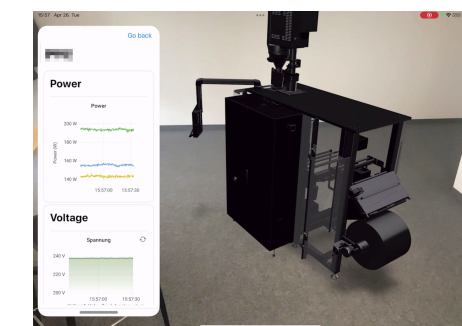 15:57 Apr 26. Tue
Go back
Power
Power
200 W
180 W
160 W
140 W
Power (W)
15:57:00 15:57:30
Voltage
Spannung
240 V
220 V
200 V
15:57:00 15:57:30